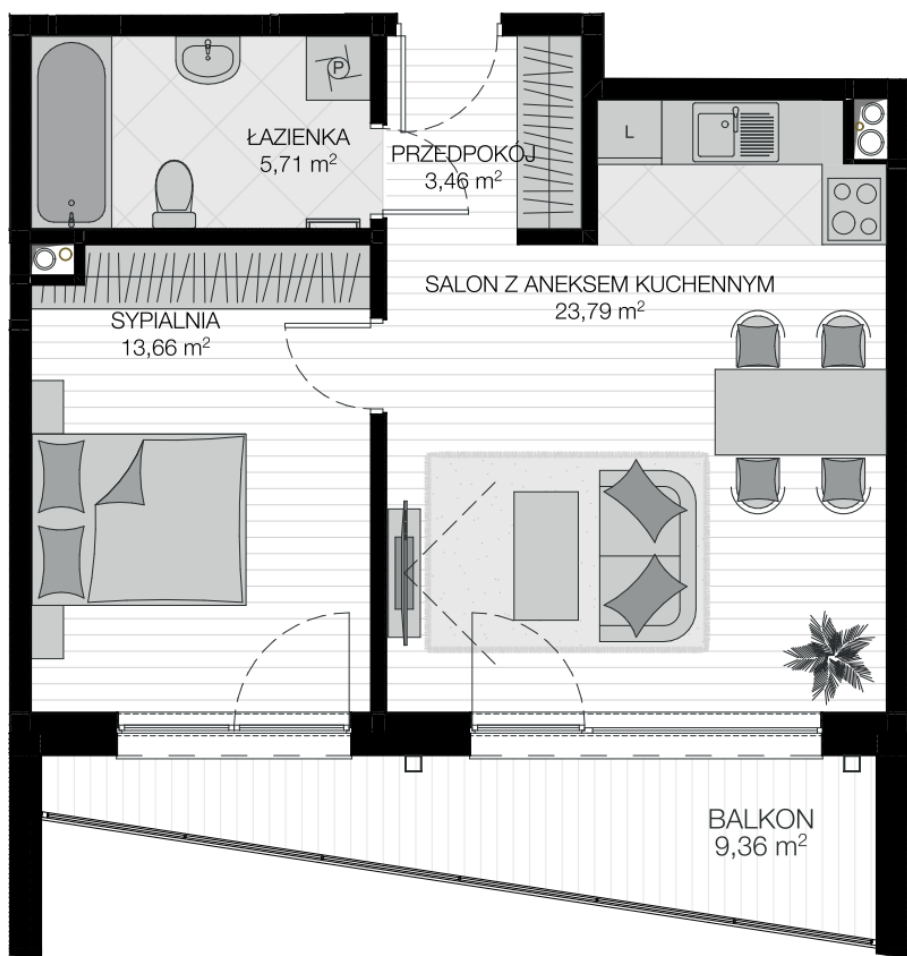 P
ŁAZIENKA
5,71 m²
PRZEDPOKÓJ
3,46 m²
L
SALON Z ANEKSEM KUCHENNYM
23,79 m²
SYPIALNIA
13,66 m²
BALKON
9,36 m²